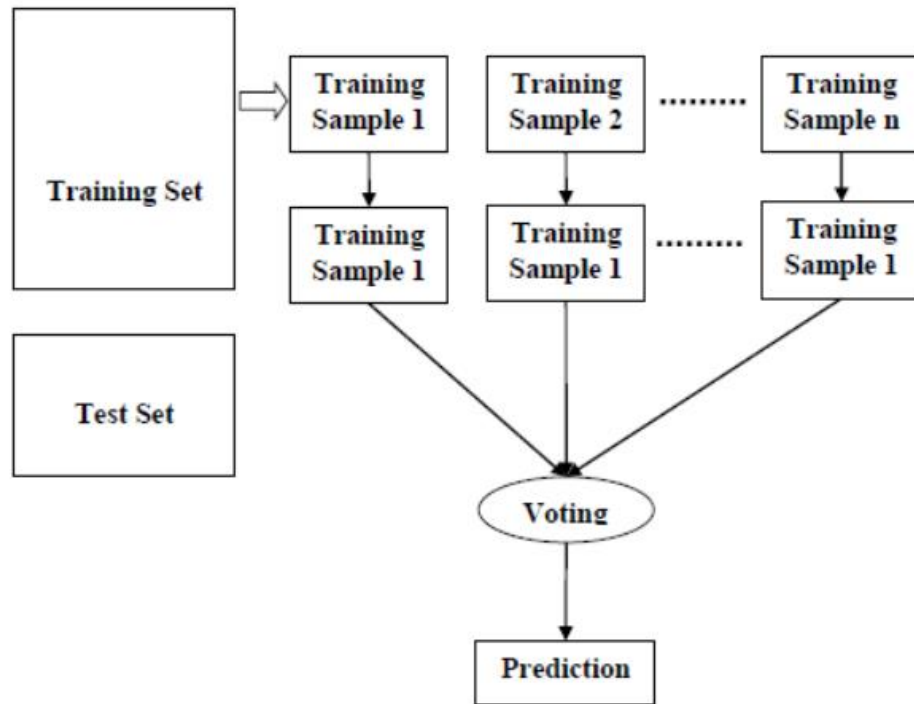 Training
Sample 1
Training
Sample 2
Training
Sample n
Training Set
Training
Sample 1
Training
Sample 1
Training
Sample 1
Test Set
Voting
Prediction